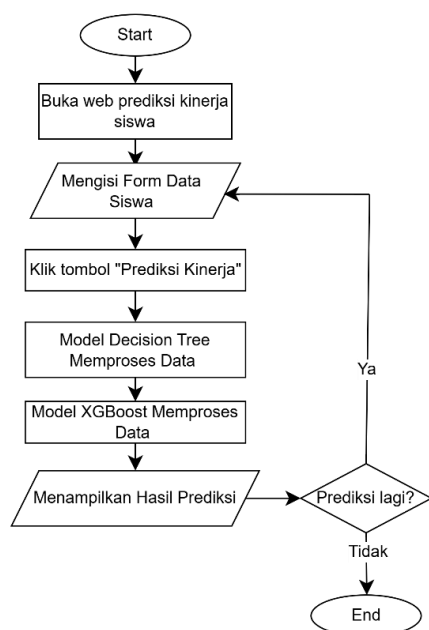 Start
Buka web prediksi kinerja
siswa
Mengisi Form Data
Siswa
Klik tombol "Prediksi Kinerja"
Model Decision Tree
Memproses Data
Model XGBoost Memproses
Data
Menampilkan Hasil Prediksi
Prediksi lagi?
Ya
Tidak
End